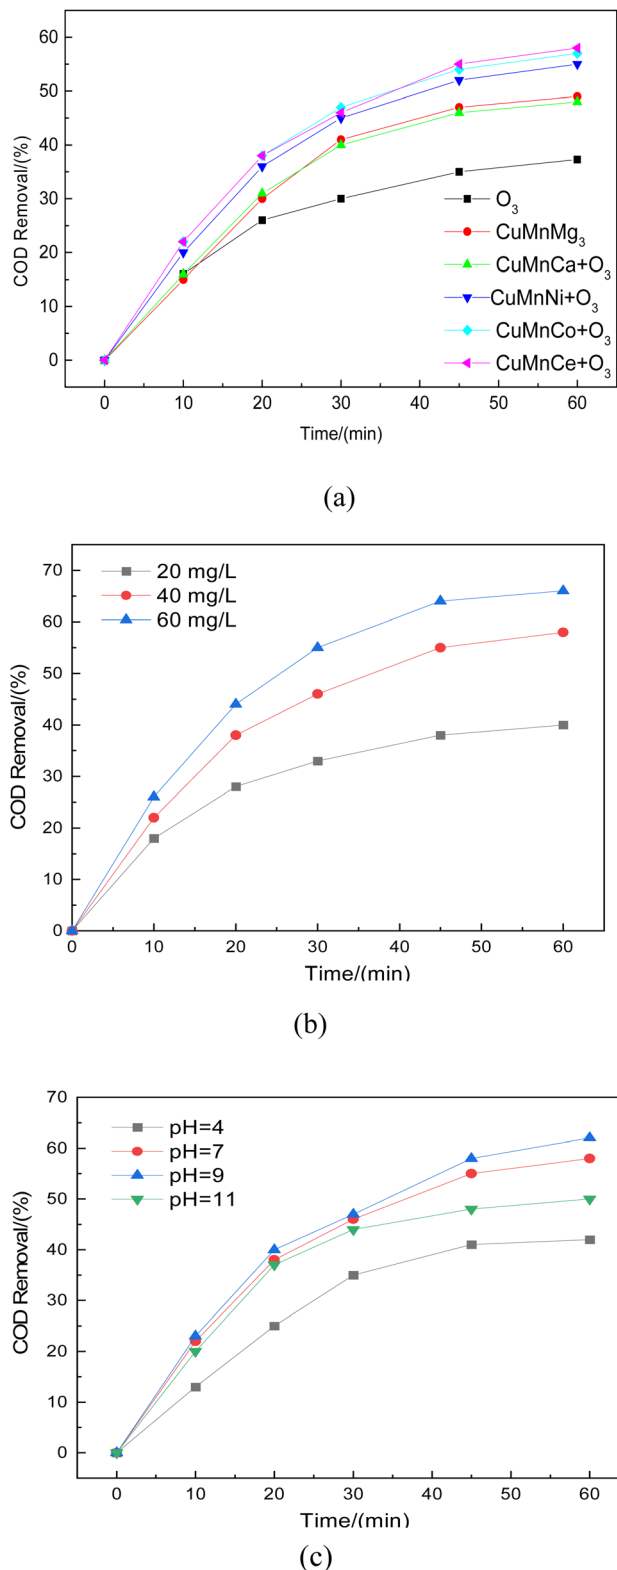 60
50
40
30
20
10
0
COD Removal/(%)
O₃
CuMnMg₃
CuMnCa+O₃
CuMnNi+O₃
CuMnCo+O₃
CuMnCe+O₃
0 10 20 30 40 50 60
Time/(min)
(a)
70
60
50
40
30
20
10
0
COD Removal/(%)
20 mg/L
40 mg/L
60 mg/L
0 10 20 30 40 50 60
Time/(min)
(b)
70
60
50
40
30
20
10
0
COD Removal/(%)
pH=4
pH=7
pH=9
pH=11
0 10 20 30 40 50 60
Time/(min)
(c)